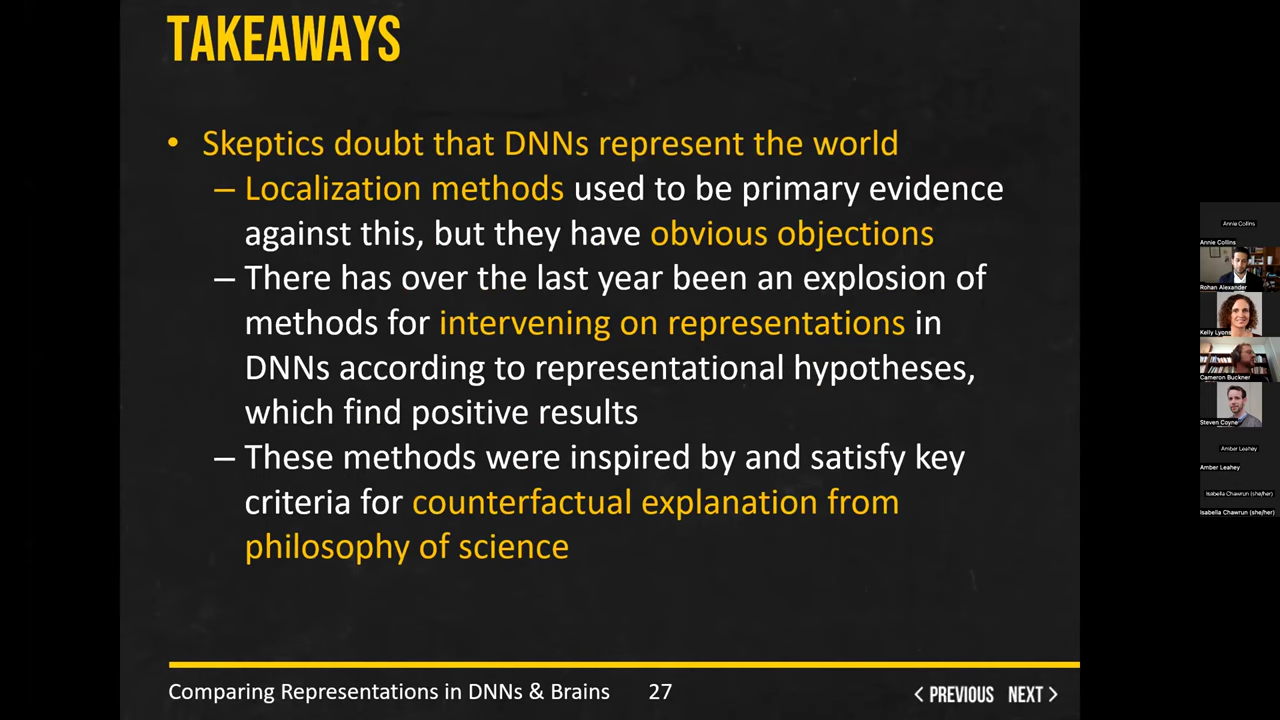 TAKEAWAYS
• Skeptics doubt that DNNs represent the world
– Localization methods used to be primary evidence
against this, but they have obvious objections
– There has over the last year been an explosion of
methods for intervening on representations in
DNNs according to representational hypotheses,
which find positive results
– These methods were inspired by and satisfy key
criteria for counterfactual explanation from
philosophy of science
Comparing Representations in DNNs & Brains 27
< PREVIOUS NEXT >
Annie Collins
Annie Collins
Rohan Alexander
Kelly Lyons
Cameron Buckner
Steven Coyne
Amber Leahey
Amber Leahey
Isabella Chawrun (she/her)
Isabella Chawrun (she/her)